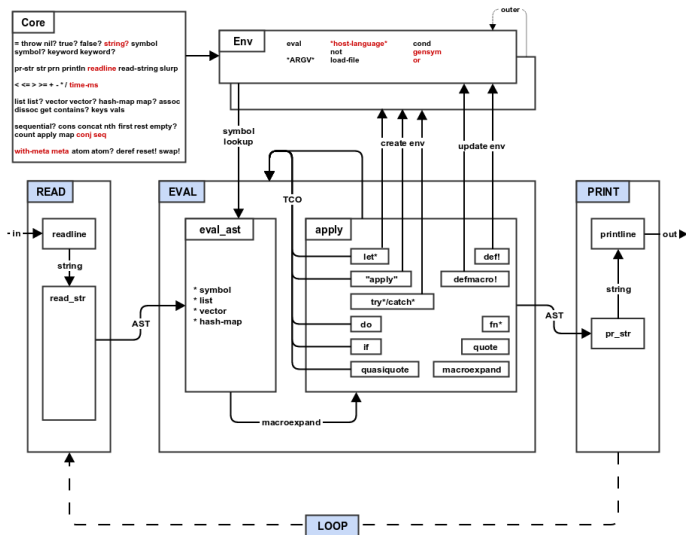 Core
= throw nil? true? false? string? symbol
symbol? keyword keyword?
pr-str str prn println readline read-string slurp
< <= > >= + - * / time-ms
list list? vector vector? hash-map map? assoc
dissoc get contains? keys vals
sequential? cons concat nth first rest empty?
count apply map conj seq
with-meta meta atom atom? deref reset! swap!
outer
Env
eval *host-language* cond
not gensym
*ARGV* load-file or
symbol
lookup
create env
update env
READ
EVAL
PRINT
TCO
in
readline
string
read_str
AST
eval_ast
* symbol
* list
* vector
* hash-map
apply
let*
def!
"apply"
defmacro!
try*/catch*
do
fn*
if
quote
quasiquote
macroexpand
macroexpand
AST
printline
out
string
pr_str
LOOP